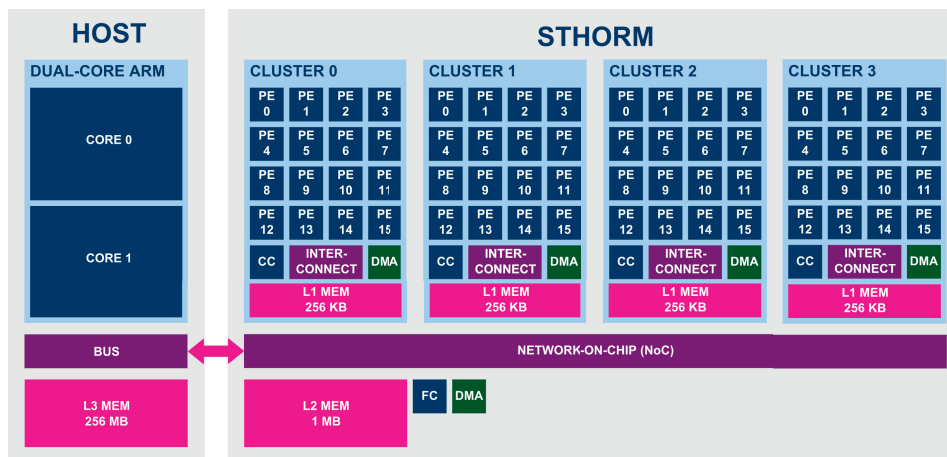 HOST
DUAL-CORE ARM
CORE 0
CORE 1
BUS
L3 MEM
256 MB
STHORM
CLUSTER 0
PE PE PE PE
0 1 2 3
PE PE PE PE
4 5 6 7
PE PE PE PE
8 9 10 11
PE PE PE PE
12 13 14 15
CC INTER-
CONNECT DMA
L1 MEM
256 KB
CLUSTER 1
PE PE PE PE
0 1 2 3
PE PE PE PE
4 5 6 7
PE PE PE PE
8 9 10 11
PE PE PE PE
12 13 14 15
CC INTER-
CONNECT DMA
L1 MEM
256 KB
CLUSTER 2
PE PE PE PE
0 1 2 3
PE PE PE PE
4 5 6 7
PE PE PE PE
8 9 10 11
PE PE PE PE
12 13 14 15
CC INTER-
CONNECT DMA
L1 MEM
256 KB
CLUSTER 3
PE PE PE PE
0 1 2 3
PE PE PE PE
4 5 6 7
PE PE PE PE
8 9 10 11
PE PE PE PE
12 13 14 15
CC INTER-
CONNECT DMA
L1 MEM
256 KB
NETWORK-ON-CHIP (NoC)
L2 MEM
1 MB
FC DMA